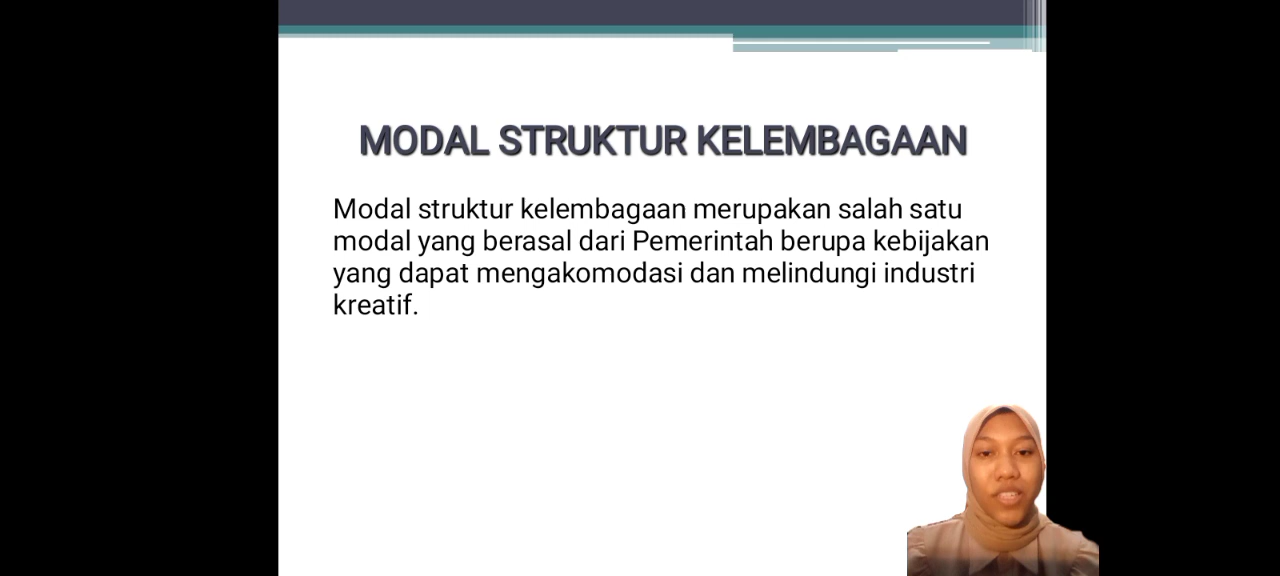 MODAL STRUKTUR KELEMBAGAAN
Modal struktur kelembagaan merupakan salah satu
modal yang berasal dari Pemerintah berupa kebijakan
yang dapat mengakomodasi dan melindungi industri
kreatif.